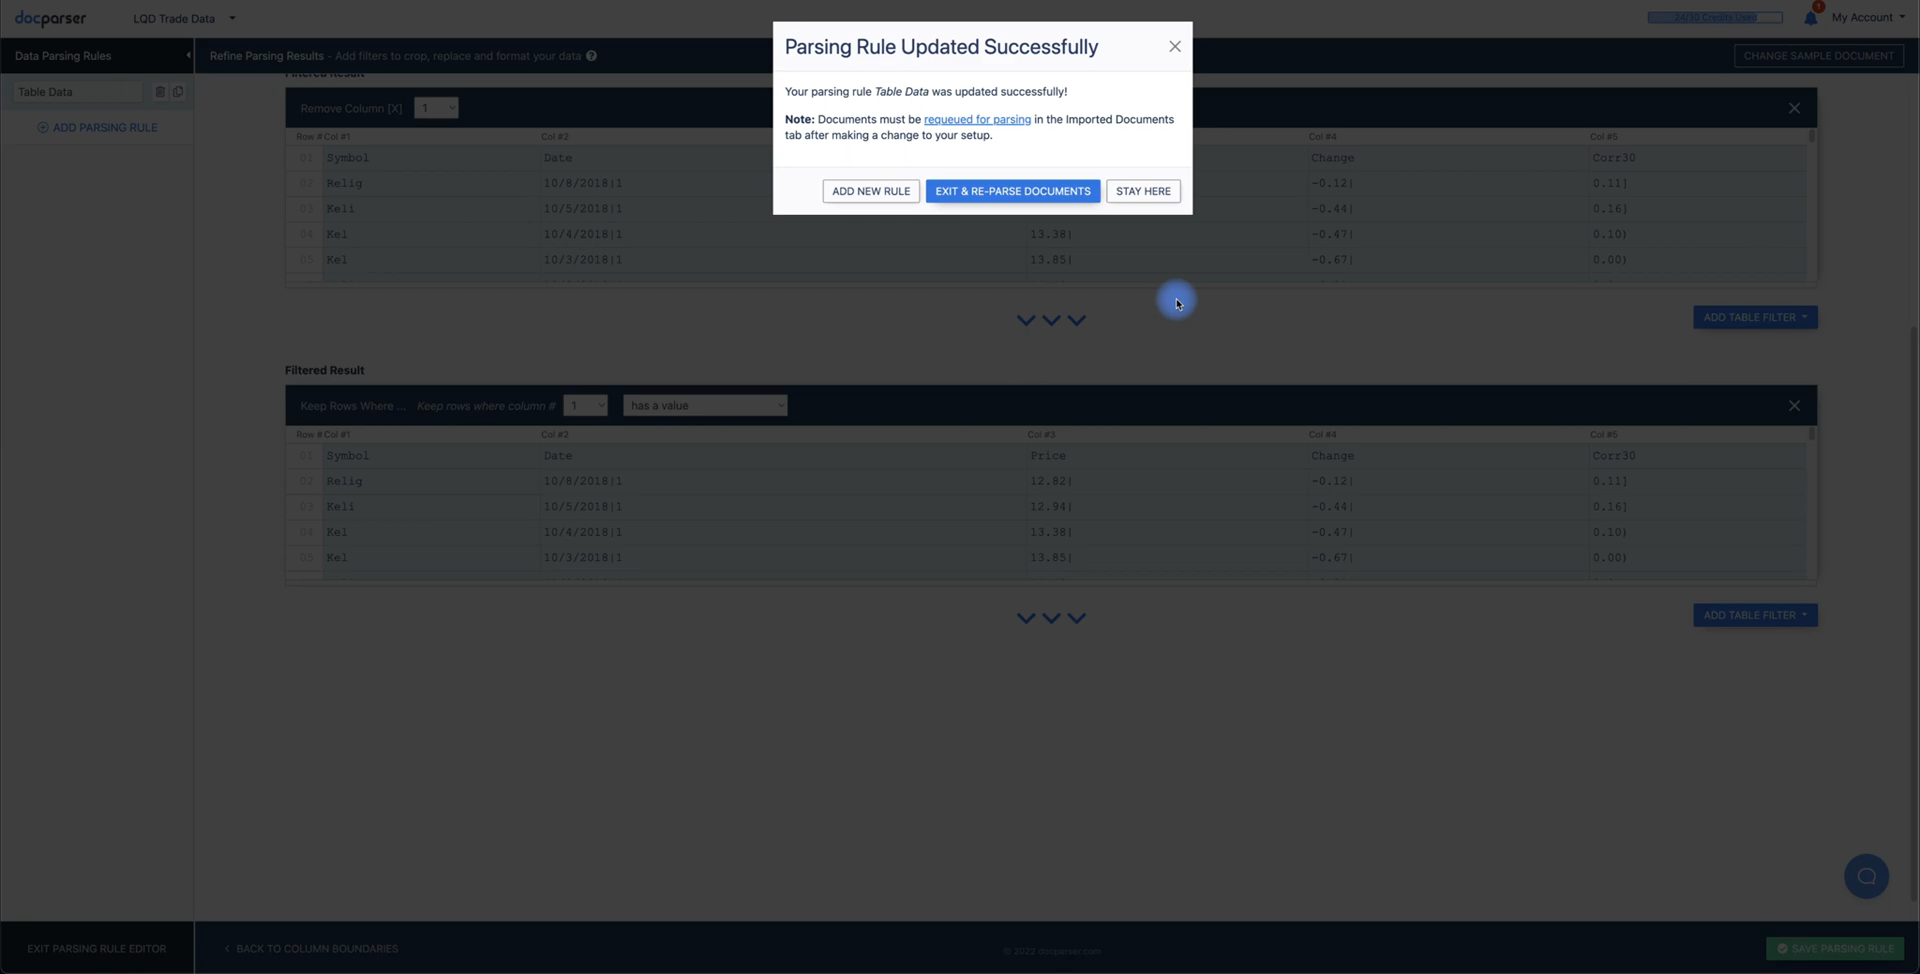 docparser LQD Trade Data 24/30 Credits Used 1 My Account
Data Parsing Rules Refine Parsing Results - Add filters to crop, replace and format your data ? CHANGE SAMPLE DOCUMENT
Parsing Rule Updated Successfully
Your parsing rule Table Data was updated successfully!
Note: Documents must be requeued for parsing in the Imported Documents
tab after making a change to your setup.
ADD NEW RULE EXIT & RE-PARSE DOCUMENTS STAY HERE
Table Data
ADD PARSING RULE
Filtered Result
Remove Column [X] 1
Row # Col #1 Col #2 Col #4 Col #5
01 Symbol Date Change Corr30
02 Relig 10/8/2018|1 -0.12| 0.11]
03 Keli 10/5/2018|1 -0.44| 0.16]
04 Kel 10/4/2018|1 13.38| -0.47| 0.10)
05 Kel 10/3/2018|1 13.85| -0.67| 0.00)
ADD TABLE FILTER
Filtered Result
Keep Rows Where ... Keep rows where column # 1 has a value
Row # Col #1 Col #2 Col #3 Col #4 Col #5
01 Symbol Date Price Change Corr30
02 Relig 10/8/2018|1 12.82| -0.12| 0.11]
03 Keli 10/5/2018|1 12.94| -0.44| 0.16]
04 Kel 10/4/2018|1 13.38| -0.47| 0.10)
05 Kel 10/3/2018|1 13.85| -0.67| 0.00)
ADD TABLE FILTER
EXIT PARSING RULE EDITOR < BACK TO COLUMN BOUNDARIES © 2022 docparser.com SAVE PARSING RULE